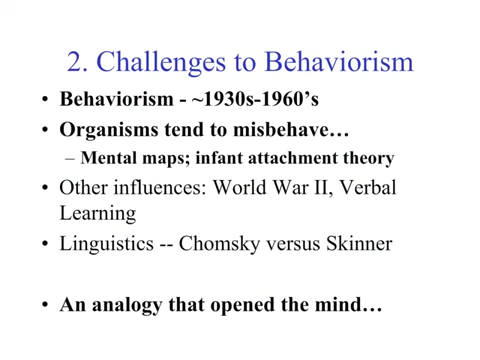 2. Challenges to Behaviorism
• Behaviorism - ~1930s-1960’s
• Organisms tend to misbehave…
– Mental maps; infant attachment theory
• Other influences: World War II, Verbal
Learning
• Linguistics -- Chomsky versus Skinner
• An analogy that opened the mind…